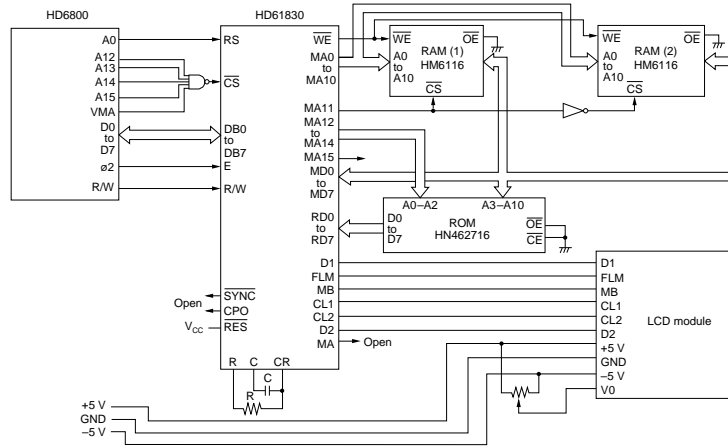 HD6800
A0
A12
A13
A14
A15
VMA
D0
to
D7
ø2
R/W
HD61830
RS
CS
DB0
to
DB7
E
R/W
SYNC
CPO
RES
Open
VCC
R
C
CR
C
R
WE
MA0
to
MA10
MA11
MA12
to
MA14
MA15
MD0
to
MD7
RD0
to
RD7
D1
FLM
MB
CL1
CL2
D2
MA
Open
WE
OE
RAM (1)
HM6116
A0
to
A10
CS
WE
OE
RAM (2)
HM6116
A0
to
A10
CS
A0–A2
A3–A10
D0
to
D7
ROM
HN462716
OE
CE
D1
FLM
MB
CL1
CL2
D2
+5 V
GND
–5 V
V0
LCD module
+5 V
GND
–5 V